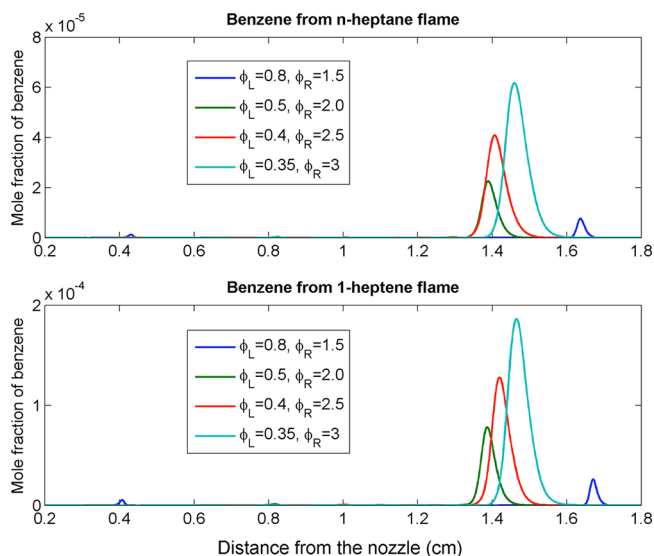 Benzene from n-heptane flame
x 10-5
8
6
4
2
0
Mole fraction of benzene
ϕL=0.8, ϕR=1.5
ϕL=0.5, ϕR=2.0
ϕL=0.4, ϕR=2.5
ϕL=0.35, ϕR=3
0.2 0.4 0.6 0.8 1 1.2 1.4 1.6 1.8
Benzene from 1-heptene flame
x 10-4
2
1
0
Mole fraction of benzene
ϕL=0.8, ϕR=1.5
ϕL=0.5, ϕR=2.0
ϕL=0.4, ϕR=2.5
ϕL=0.35, ϕR=3
0.2 0.4 0.6 0.8 1 1.2 1.4 1.6 1.8
Distance from the nozzle (cm)